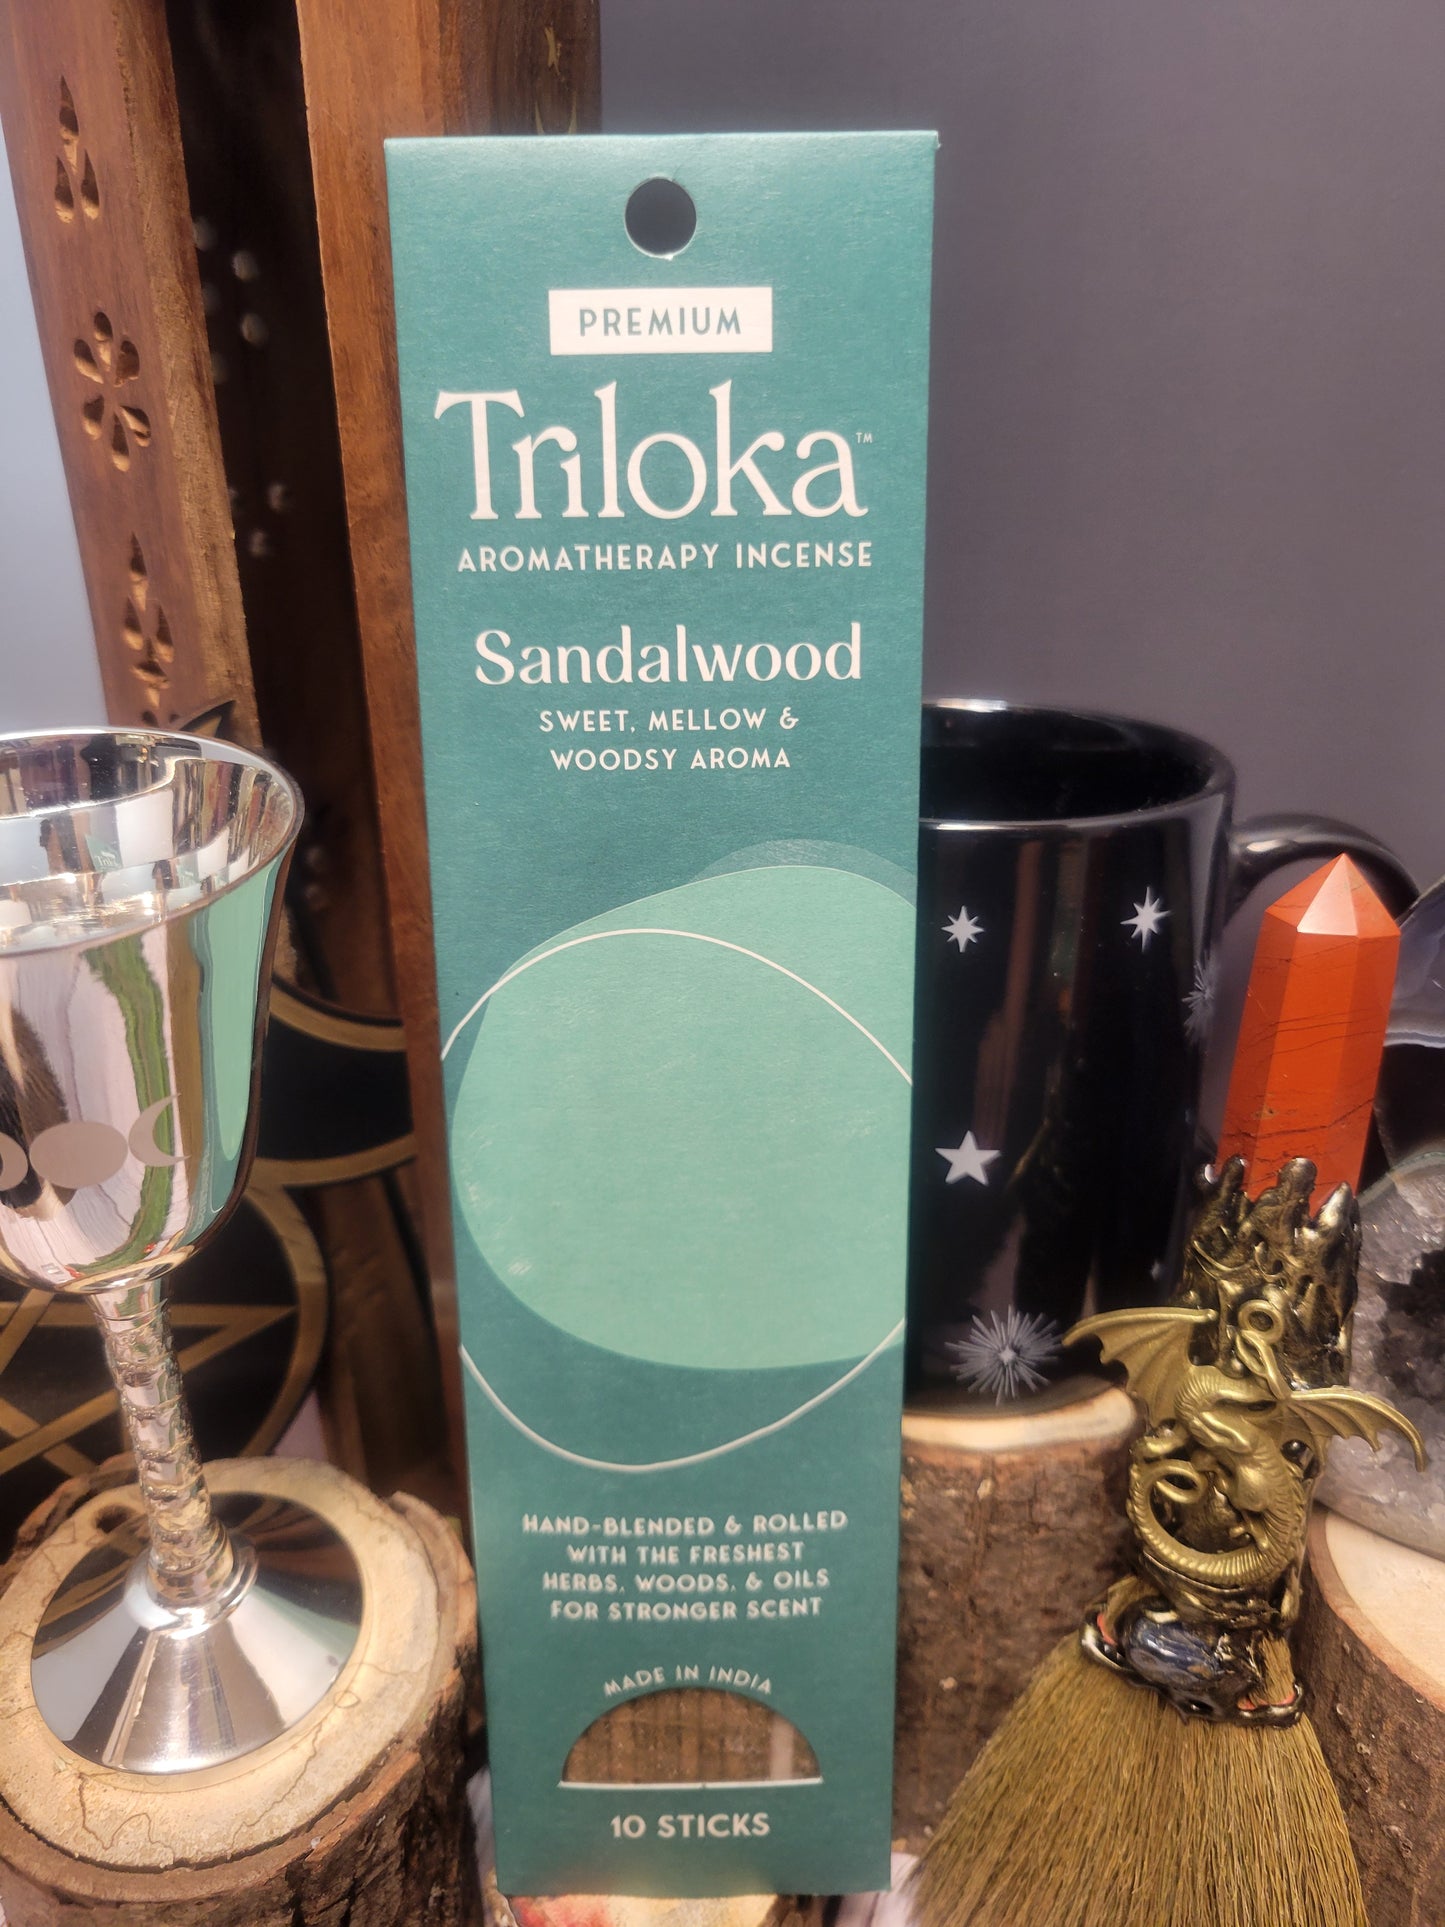 PREMIUM
Triloka™
AROMATHERAPY INCENSE
Sandalwood
SWEET, MELLOW &
WOODSY AROMA
HAND-BLENDED & ROLLED
WITH THE FRESHEST
HERBS, WOODS, & OILS
FOR STRONGER SCENT
MADE IN INDIA
10 STICKS